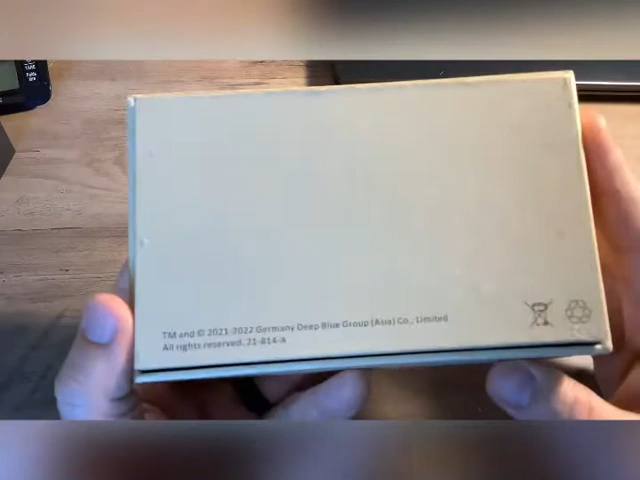 TM and © 2021-2022 Germany Deep Blue Group (Asia) Co., Limited
All rights reserved. 21-814-A